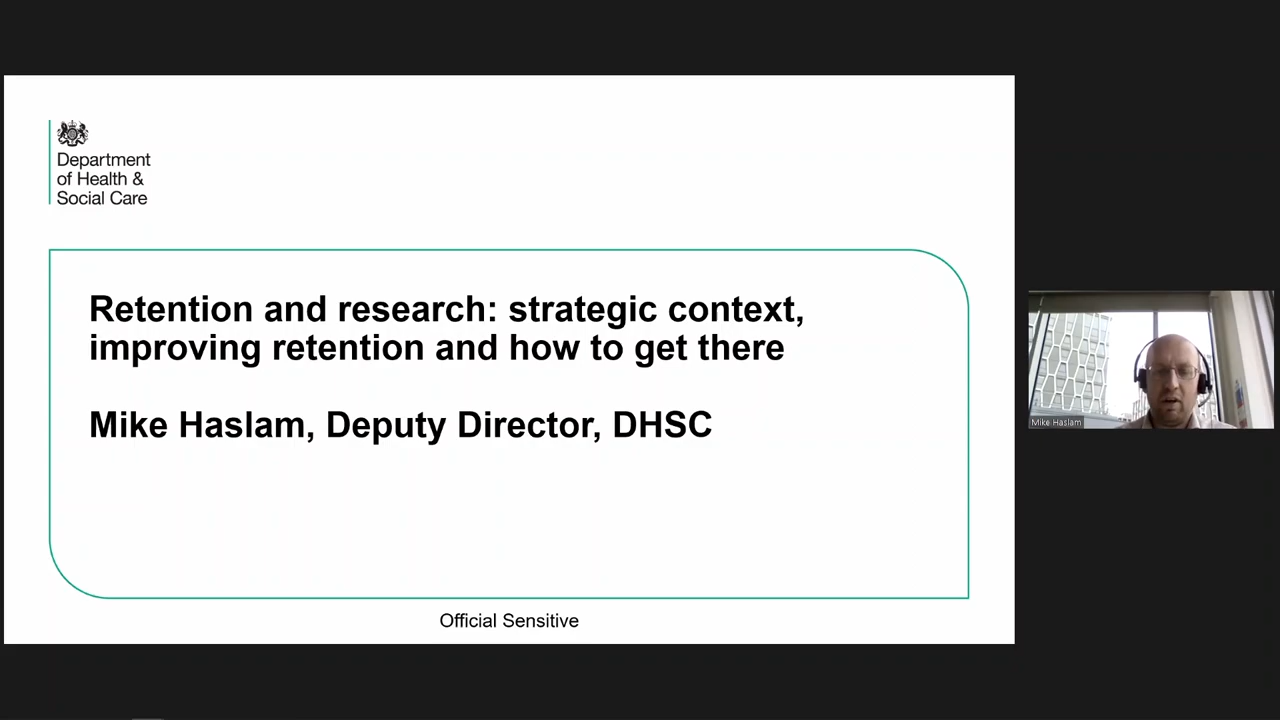 Department
of Health &
Social Care
Retention and research: strategic context,
improving retention and how to get there
Mike Haslam, Deputy Director, DHSC
Official Sensitive
Mike Haslam